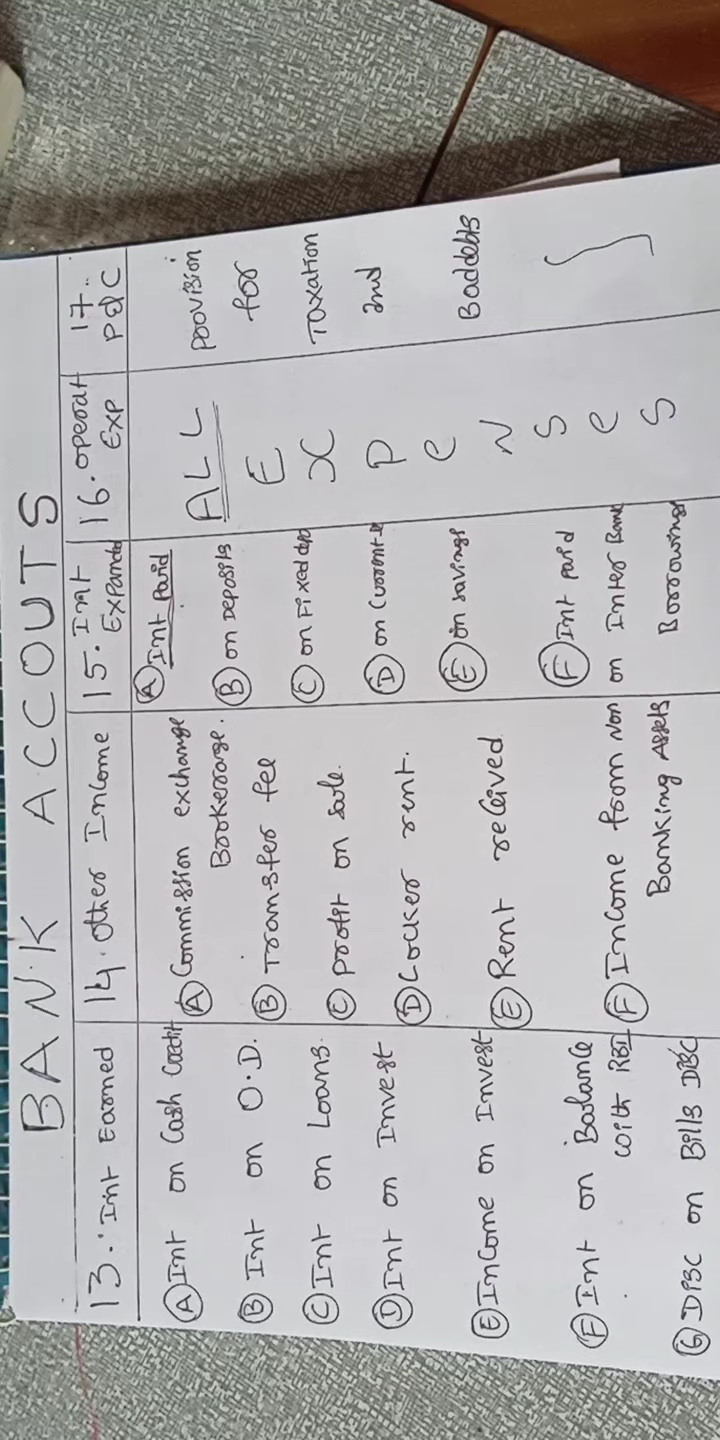 BANK ACCOUTS
13. Int Earned
(A) Int on Cash Credit
(B) Int on O.D.
(C) Int on Loans.
(D) Int on Invest
(E) Income on Invest
(F) Int on Balance
with RBI
(G) DISC on Bills DISC
14. Other Income
(A) Commission exchange
Brokerage.
(B) Transfer fee
(C) profit on sale.
(D) Locker rent.
(E) Rent received
(F) Income from Non
Banking Assets
15. Int
Expanded
(A) Int Paid
(B) on Deposits
(C) on Fixed dep
(D) on Current
(E) on savings
(F) Int paid
on Inter Bank
Borrowings
16. operat
Exp
ALL
E
X
P
e
N
S
e
S
17.
P&C
provision
for
Taxation
and
Baddebts